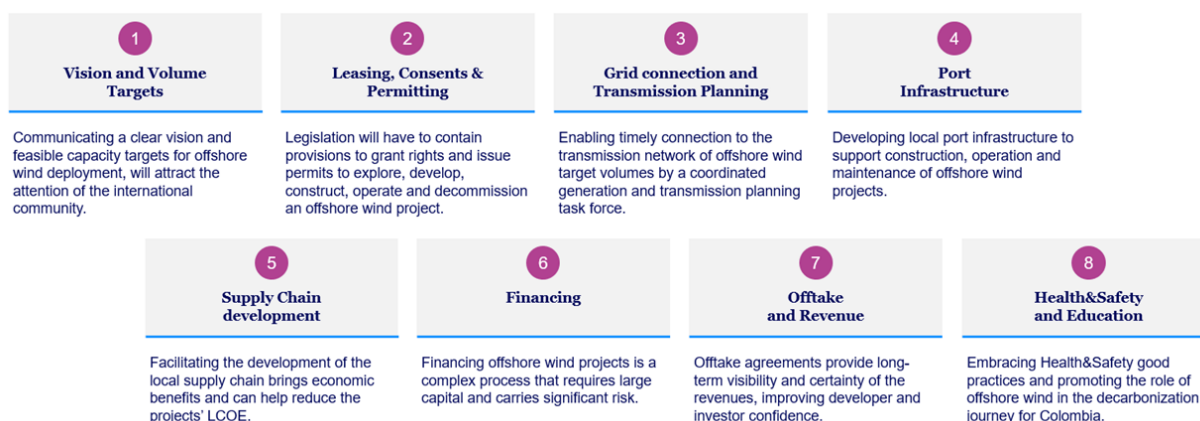 1
Vision and Volume
Targets
Communicating a clear vision and
feasible capacity targets for offshore
wind deployment, will attract the
attention of the international
community.
2
Leasing, Consents &
Permitting
Legislation will have to contain
provisions to grant rights and issue
permits to explore, develop,
construct, operate and decommission
an offshore wind project.
3
Grid connection and
Transmission Planning
Enabling timely connection to the
transmission network of offshore wind
target volumes by a coordinated
generation and transmission planning
task force.
4
Port
Infrastructure
Developing local port infrastructure to
support construction, operation and
maintenance of offshore wind
projects.
5
Supply Chain
development
Facilitating the development of the
local supply chain brings economic
benefits and can help reduce the
projects' LCOE.
6
Financing
Financing offshore wind projects is a
complex process that requires large
capital and carries significant risk.
7
Offtake
and Revenue
Offtake agreements provide long-
term visibility and certainty of the
revenues, improving developer and
investor confidence.
8
Health&Safety
and Education
Embracing Health&Safety good
practices and promoting the role of
offshore wind in the decarbonization
journey for Colombia.